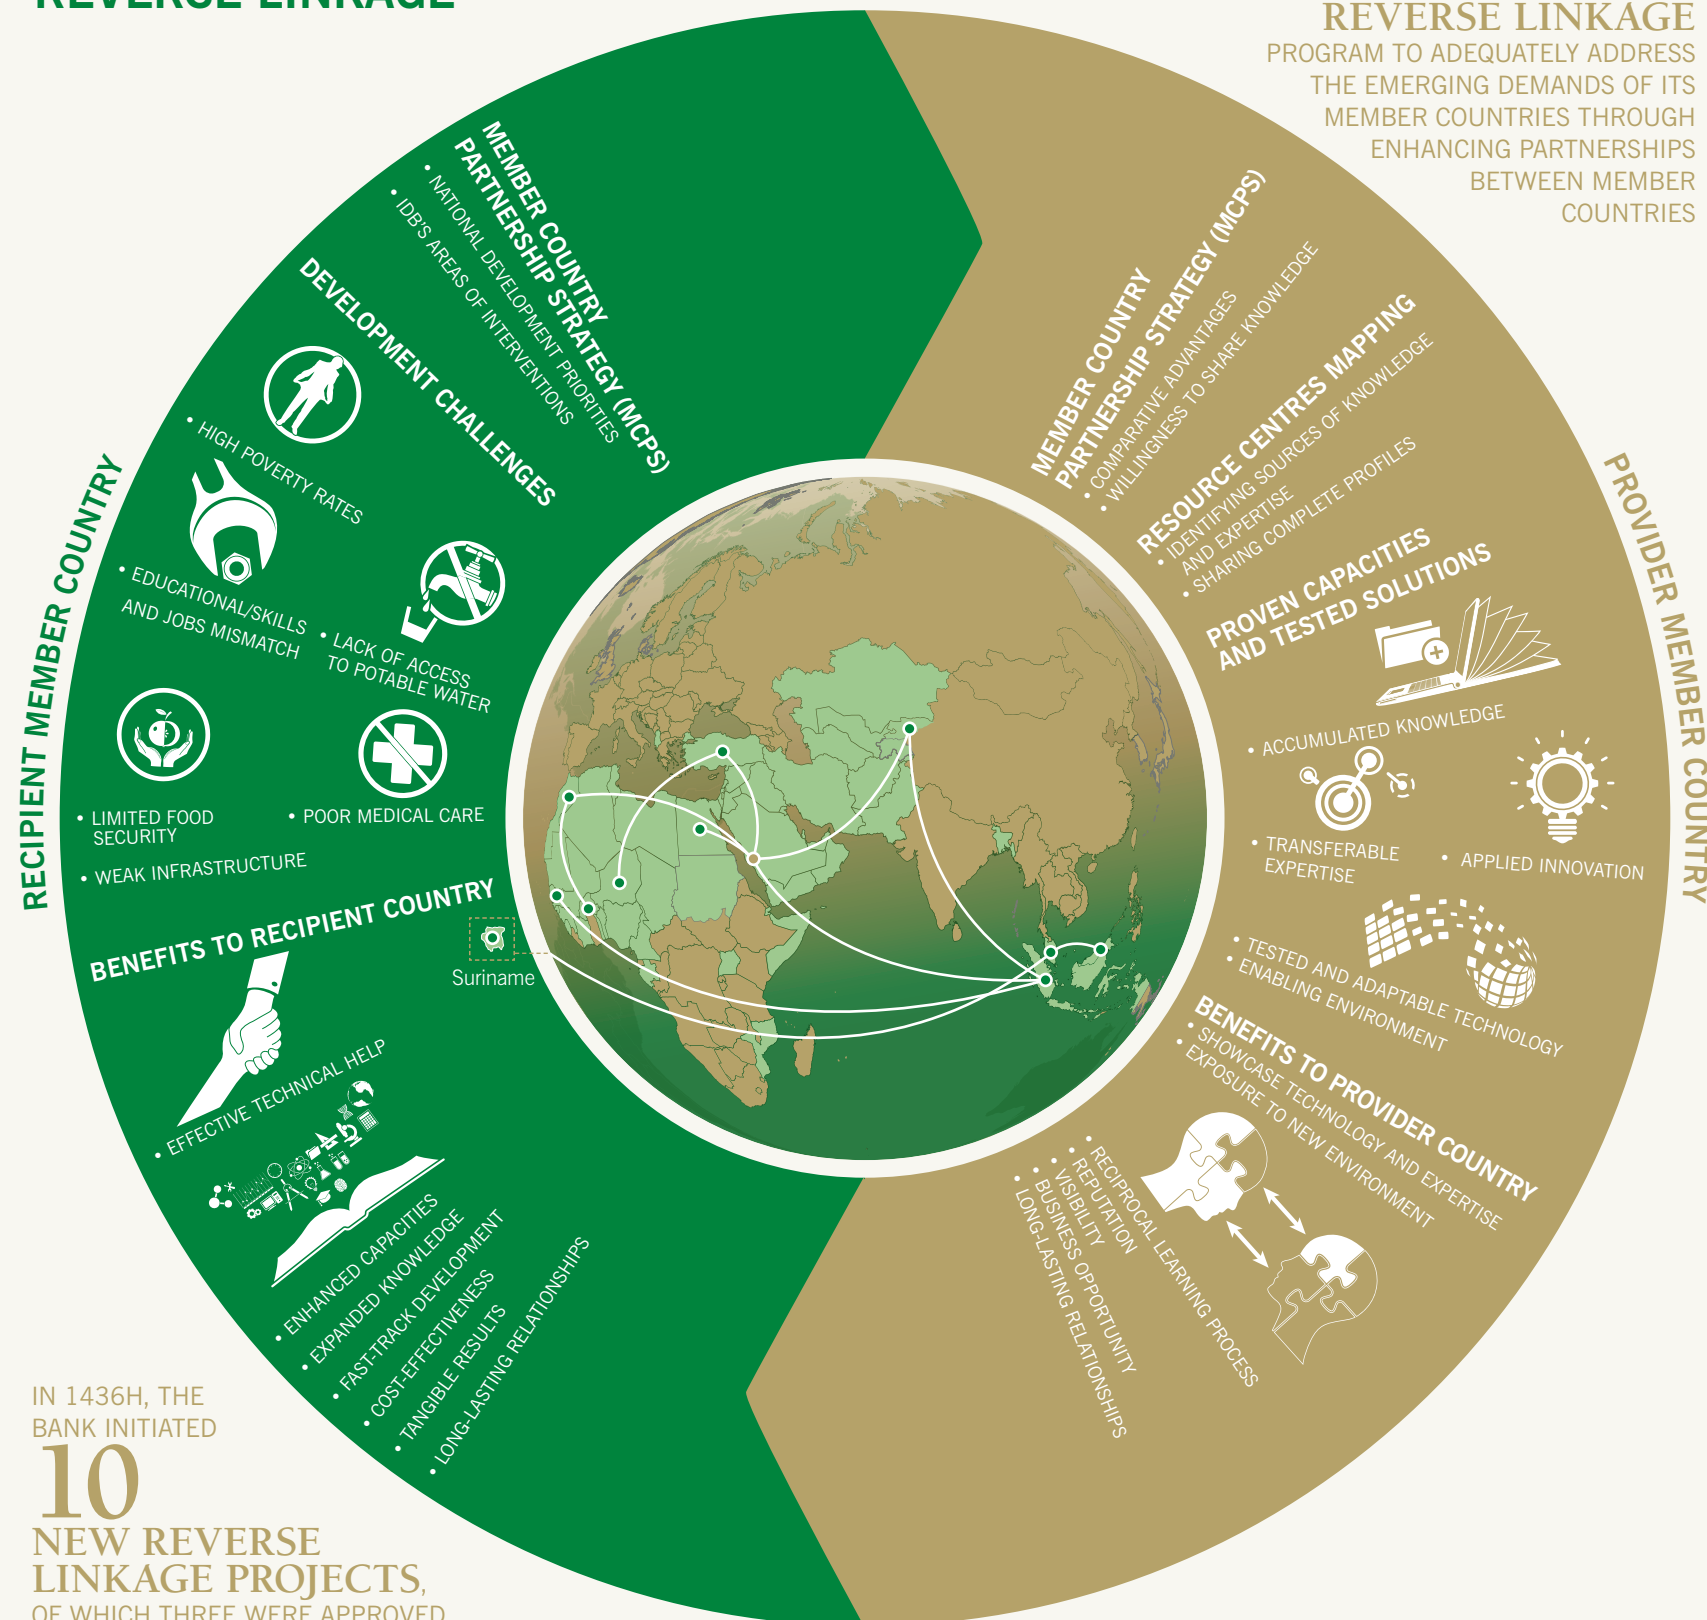 REVERSE LINKAGE
REVERSE LINKAGE
PROGRAM TO ADEQUATELY ADDRESS
THE EMERGING DEMANDS OF ITS
MEMBER COUNTRIES THROUGH
ENHANCING PARTNERSHIPS
BETWEEN MEMBER
COUNTRIES
RECIPIENT MEMBER COUNTRY
MEMBER COUNTRY
PARTNERSHIP STRATEGY (MCPS)
• NATIONAL DEVELOPMENT PRIORITIES
• IDB'S AREAS OF INTERVENTIONS
DEVELOPMENT CHALLENGES
• HIGH POVERTY RATES
• EDUCATIONAL/SKILLS
AND JOBS MISMATCH
• LACK OF ACCESS
TO POTABLE WATER
• LIMITED FOOD
SECURITY
• POOR MEDICAL CARE
• WEAK INFRASTRUCTURE
BENEFITS TO RECIPIENT COUNTRY
• EFFECTIVE TECHNICAL HELP
• ENHANCED CAPACITIES
• EXPANDED KNOWLEDGE
• FAST-TRACK DEVELOPMENT
• COST-EFFECTIVENESS
• TANGIBLE RESULTS
• LONG-LASTING RELATIONSHIPS
Suriname
PROVIDER MEMBER COUNTRY
MEMBER COUNTRY
PARTNERSHIP STRATEGY (MCPS)
• COMPARATIVE ADVANTAGES
• WILLINGNESS TO SHARE KNOWLEDGE
RESOURCE CENTRES MAPPING
• IDENTIFYING SOURCES OF KNOWLEDGE
AND EXPERTISE
• SHARING COMPLETE PROFILES
PROVEN CAPACITIES
AND TESTED SOLUTIONS
• ACCUMULATED KNOWLEDGE
• TRANSFERABLE
EXPERTISE
• APPLIED INNOVATION
• TESTED AND ADAPTABLE TECHNOLOGY
• ENABLING ENVIRONMENT
BENEFITS TO PROVIDER COUNTRY
• SHOWCASE TECHNOLOGY AND EXPERTISE
• EXPOSURE TO NEW ENVIRONMENT
• RECIPROCAL LEARNING PROCESS
• REPUTATION
• VISIBILITY
• BUSINESS OPPORTUNITY
• LONG-LASTING RELATIONSHIPS
IN 1436H, THE
BANK INITIATED
10
NEW REVERSE
LINKAGE PROJECTS,
OF WHICH THREE WERE APPROVED